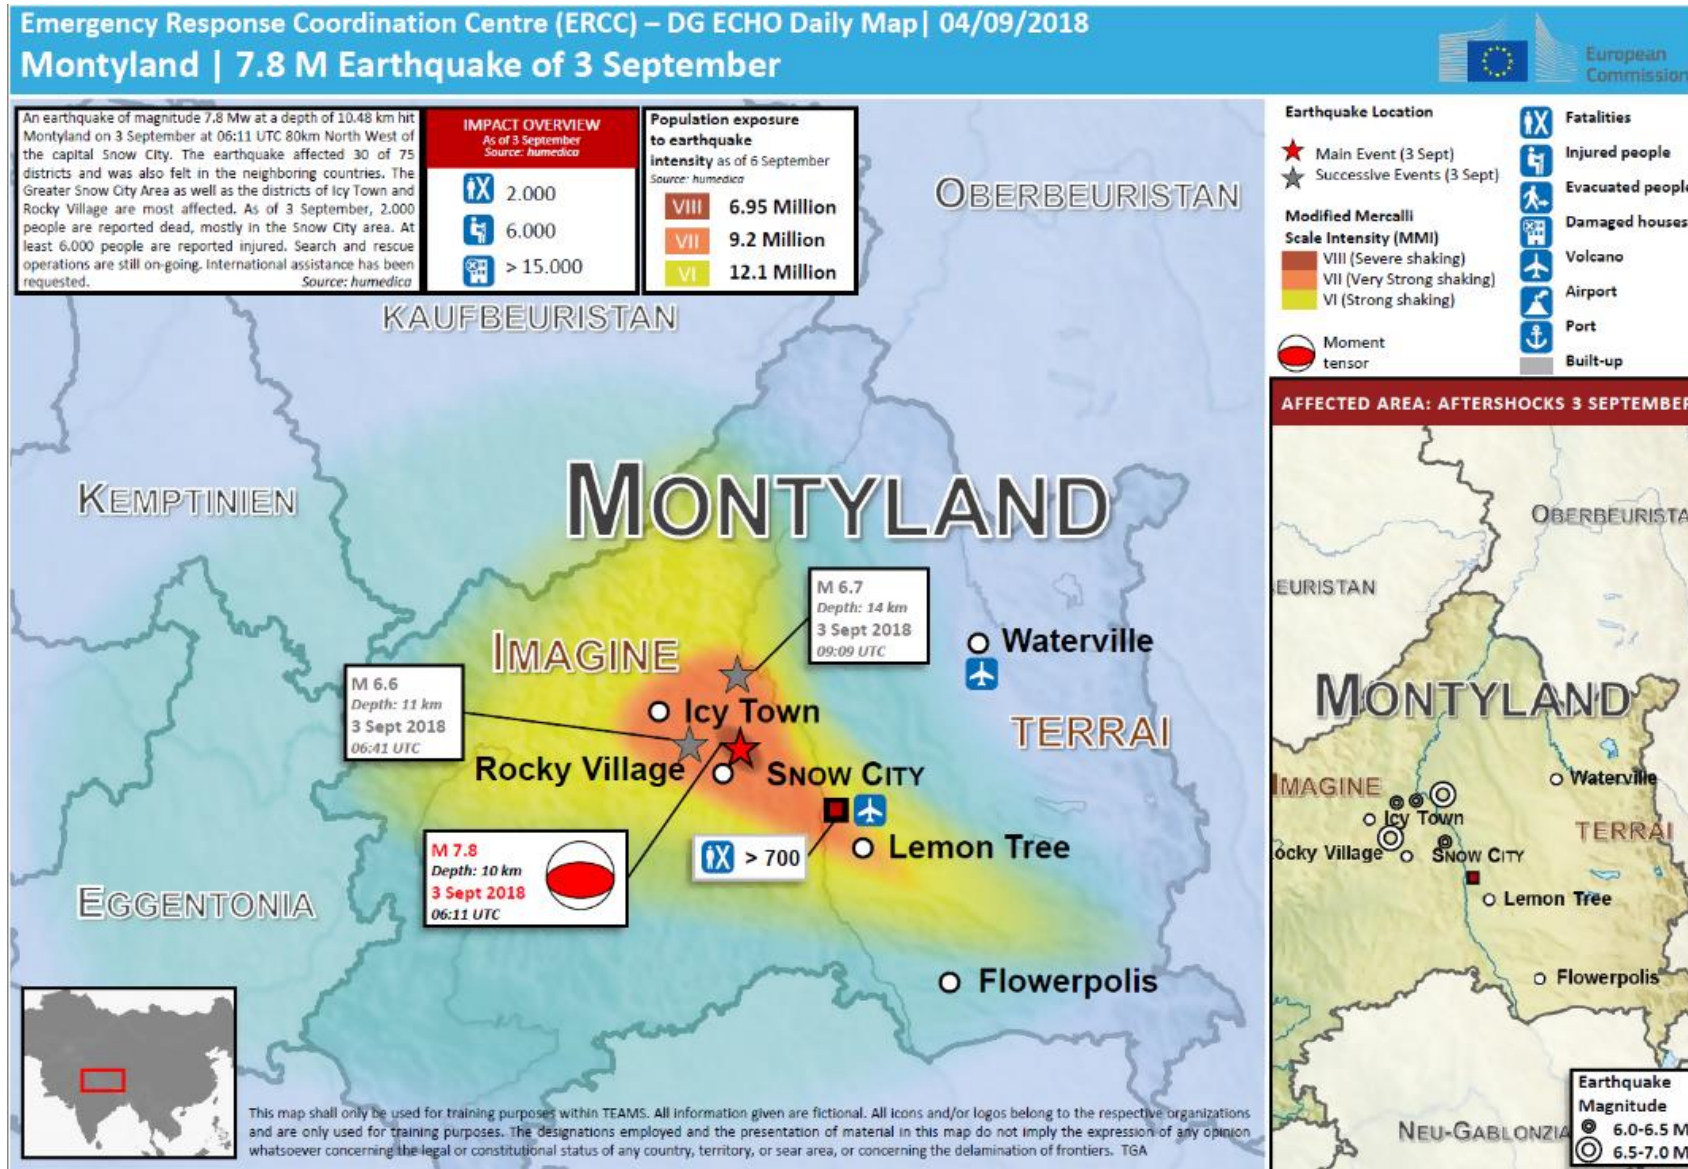 Emergency Response Coordination Centre (ERCC) – DG ECHO Daily Map| 04/09/2018
Montyland | 7.8 M Earthquake of 3 September
European
Commission
An earthquake of magnitude 7.8 Mw at a depth of 10.48 km hit
Montyland on 3 September at 06:11 UTC 80km North West of
the capital Snow City. The earthquake affected 30 of 75
districts and was also felt in the neighboring countries. The
Greater Snow City Area as well as the districts of Icy Town and
Rocky Village are most affected. As of 3 September, 2.000
people are reported dead, mostly in the Snow City area. At
least 6.000 people are reported injured. Search and rescue
operations are still on-going. International assistance has been
requested. Source: humedica
IMPACT OVERVIEW
As of 3 September
Source: humedica
2.000
6.000
> 15.000
Population exposure
to earthquake
intensity as of 6 September
Source: humedica
VIII 6.95 Million
VII 9.2 Million
VI 12.1 Million
Earthquake Location
Main Event (3 Sept)
Successive Events (3 Sept)
Modified Mercalli
Scale Intensity (MMI)
VIII (Severe shaking)
VII (Very Strong shaking)
VI (Strong shaking)
Moment
tensor
Fatalities
Injured people
Evacuated people
Damaged houses
Volcano
Airport
Port
Built-up
OBERBEURISTAN
KAUFBEURISTAN
KEMPTINIEN
MONTYLAND
M 6.7
Depth: 14 km
3 Sept 2018
09:09 UTC
IMAGINE
Waterville
M 6.6
Depth: 11 km
3 Sept 2018
06:41 UTC
Icy Town
TERRAI
Rocky Village
SNOW CITY
M 7.8
Depth: 10 km
3 Sept 2018
06:11 UTC
> 700
Lemon Tree
EGGENTONIA
Flowerpolis
This map shall only be used for training purposes within TEAMS. All information given are fictional. All icons and/or logos belong to the respective organizations
and are only used for training purposes. The designations employed and the presentation of material in this map do not imply the expression of any opinion
whatsoever concerning the legal or constitutional status of any country, territory, or sear area, or concerning the delamination of frontiers. TGA
AFFECTED AREA: AFTERSHOCKS 3 SEPTEMBER
OBERBEURISTA
EURISTAN
MONTYLAND
IMAGINE
Waterville
Icy Town
TERRAI
ocky Village
SNOW CITY
Lemon Tree
Flowerpolis
NEU-GABLONZIA
Earthquake
Magnitude
6.0-6.5 M
6.5-7.0 M